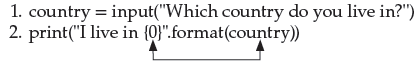 1. country = input("Which country do you live in?")
2. print("I live in {0}".format(country))